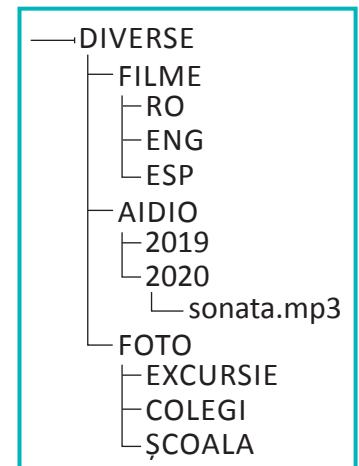 DIVERSE
FILME
RO
ENG
ESP
AIDIO
2019
2020
sonata.mp3
FOTO
EXCURSIE
COLEGI
ȘCOALA